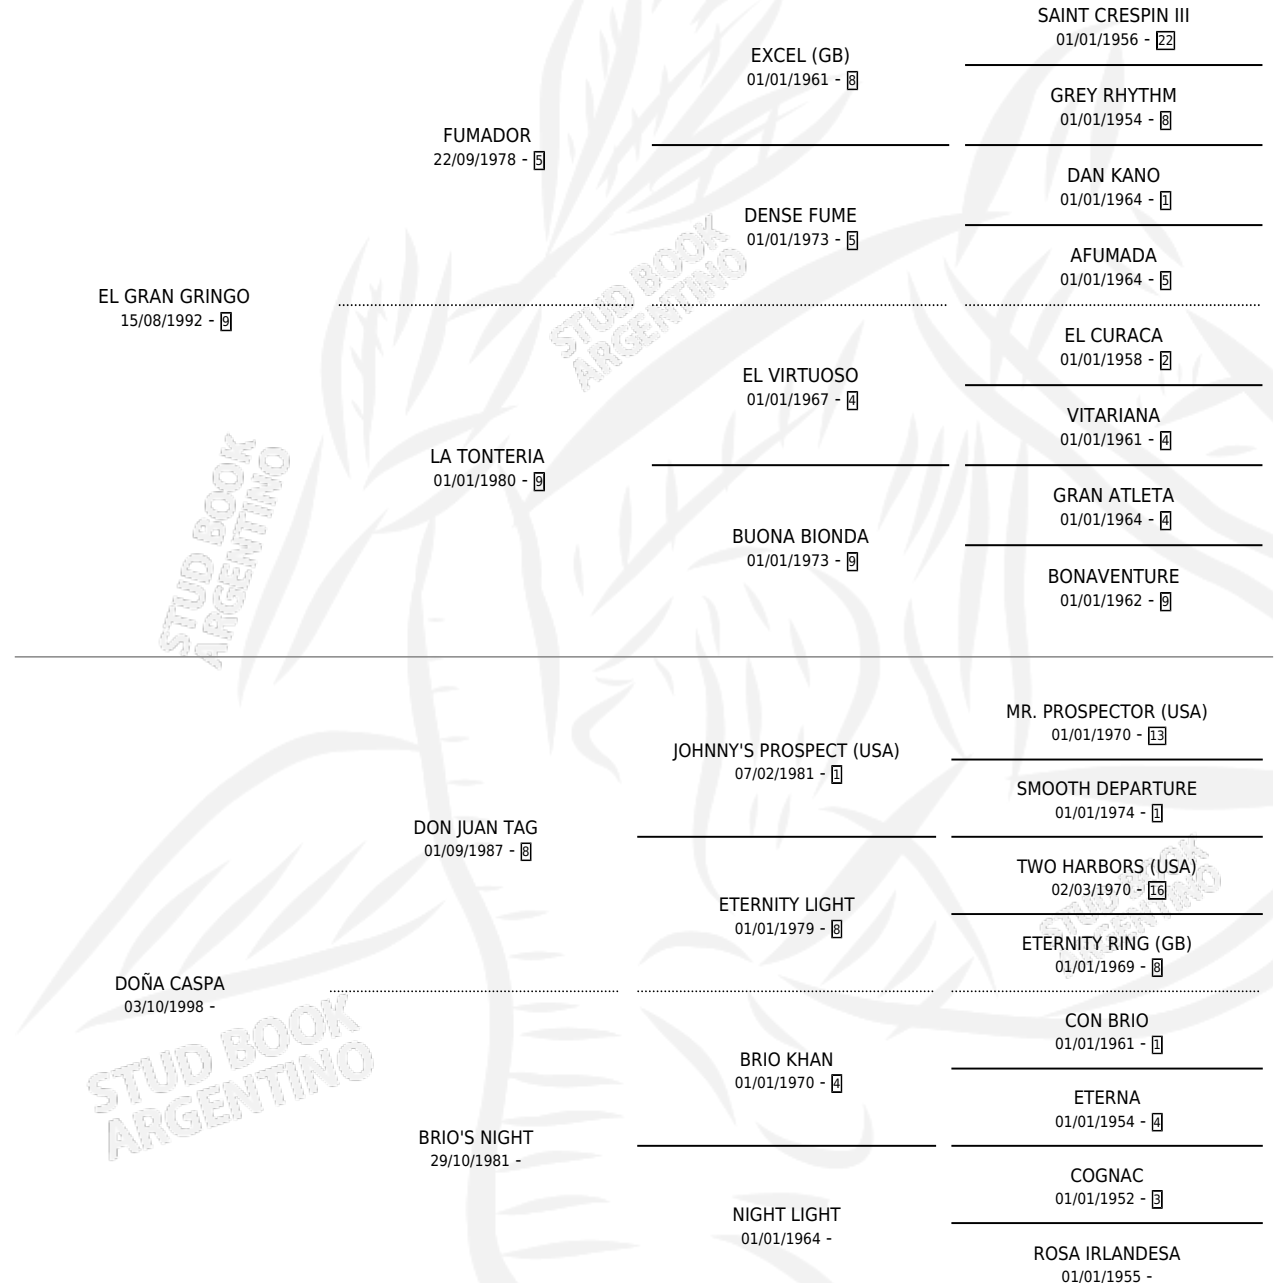 SAINT CRESPIN III
01/01/1956 - 22
EXCEL (GB)
01/01/1961 - 8
GREY RHYTHM
01/01/1954 - 8
FUMADOR
22/09/1978 - 5
DAN KANO
01/01/1964 - 1
DENSE FUME
01/01/1973 - 5
AFUMADA
01/01/1964 - 5
EL GRAN GRINGO
15/08/1992 - 9
STUD BOOK
ARGENTINO
EL CURACA
01/01/1958 - 2
EL VIRTUOSO
01/01/1967 - 4
VITARIANA
01/01/1961 - 4
LA TONTERIA
01/01/1980 - 9
GRAN ATLETA
01/01/1964 - 4
BUONA BIONDA
01/01/1973 - 9
BONAVENTURE
01/01/1962 - 9
STUD BOOK
ARGENTINO
MR. PROSPECTOR (USA)
01/01/1970 - 13
JOHNNY'S PROSPECT (USA)
07/02/1981 - 1
SMOOTH DEPARTURE
01/01/1974 - 1
DON JUAN TAG
01/09/1987 - 8
TWO HARBORS (USA)
02/03/1970 - 16
STUD BOOK
ARGENTINO
ETERNITY LIGHT
01/01/1979 - 8
ETERNITY RING (GB)
01/01/1969 - 8
DOÑA CASPA
03/10/1998 -
CON BRIO
01/01/1961 - 1
BRIO KHAN
01/01/1970 - 4
STUD BOOK
ARGENTINO
ETERNA
01/01/1954 - 4
BRIO'S NIGHT
29/10/1981 -
COGNAC
01/01/1952 - 3
NIGHT LIGHT
01/01/1964 -
ROSA IRLANDESA
01/01/1955 -